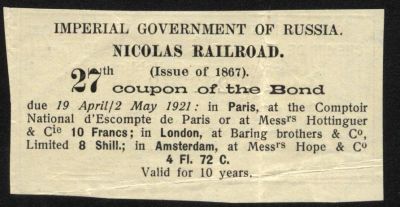 IMPERIAL GOVERNMENT OF RUSSIA.
NICOLAS RAILROAD.
27th (Issue of 1867).
coupon of the Bond
due 19 April/2 May 1921: in Paris, at the Comptoir
National d'Escompte de Paris or at Messrs Hottinguer
& Cie 10 Francs; in London, at Baring brothers & Co,
Limited 8 Shill; in Amsterdam, at Messrs Hope & Co
4 Fl. 72 C.
Valid for 10 years.